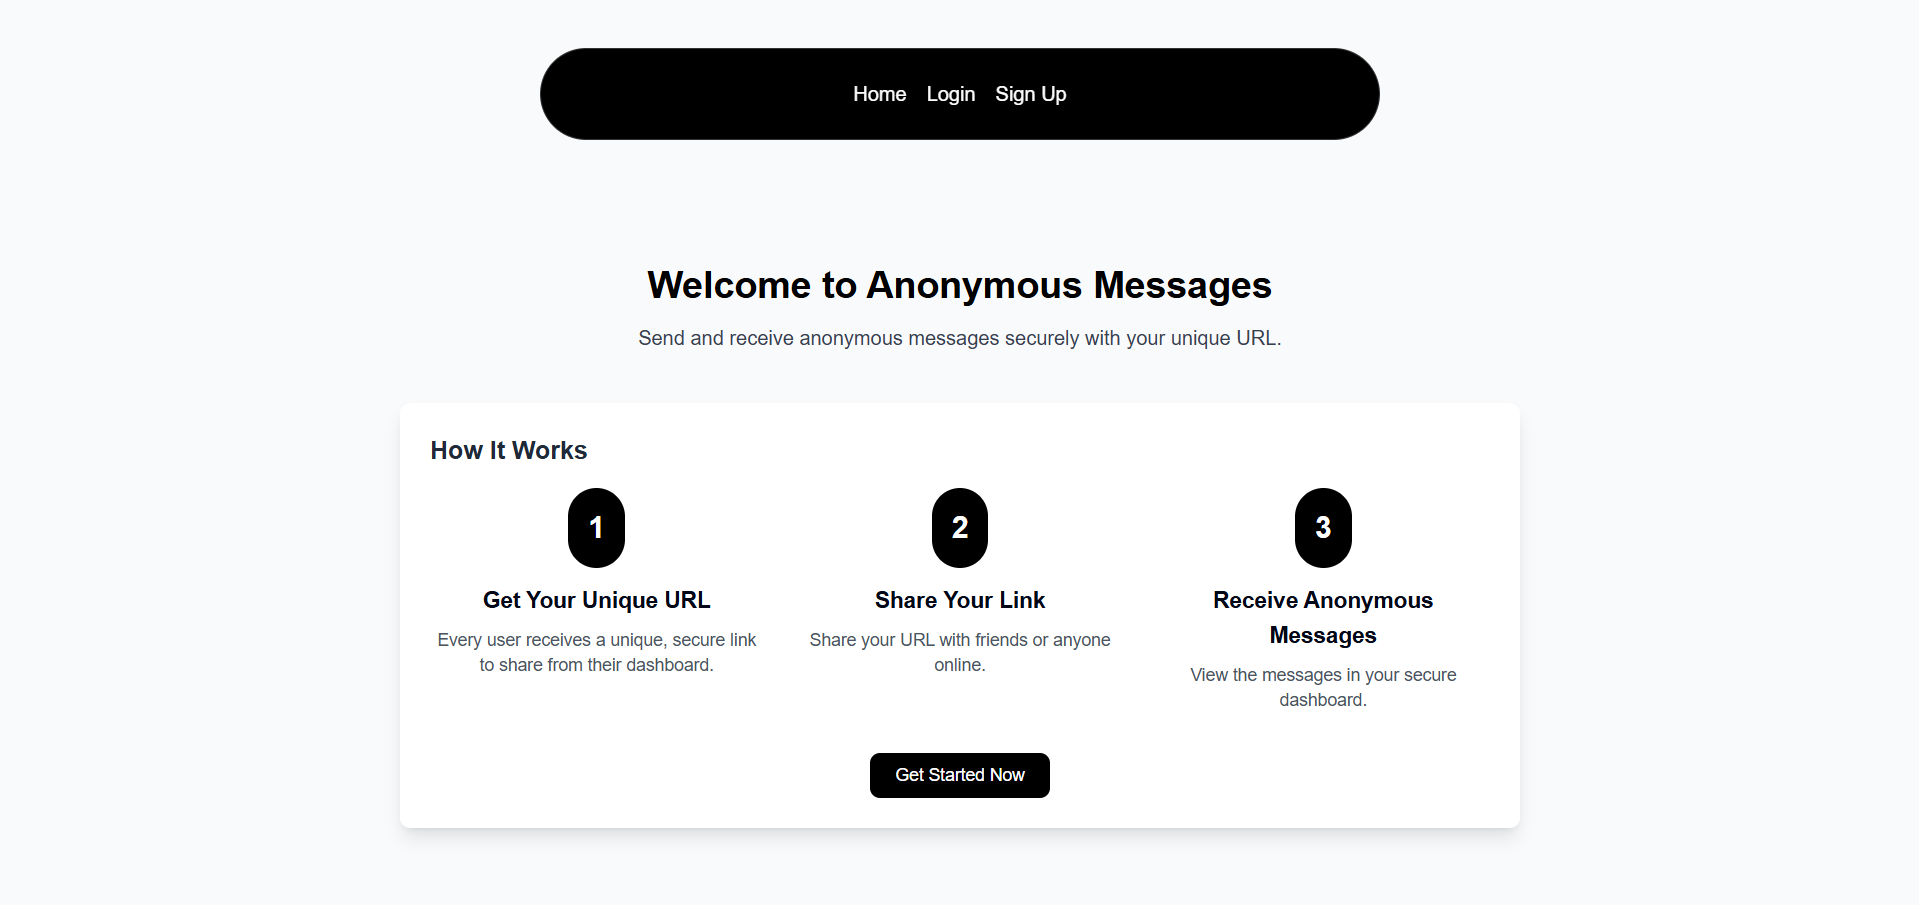 Home Login Sign Up
Welcome to Anonymous Messages
Send and receive anonymous messages securely with your unique URL.
How It Works
1
Get Your Unique URL
Every user receives a unique, secure link
to share from their dashboard.
2
Share Your Link
Share your URL with friends or anyone
online.
3
Receive Anonymous
Messages
View the messages in your secure
dashboard.
Get Started Now